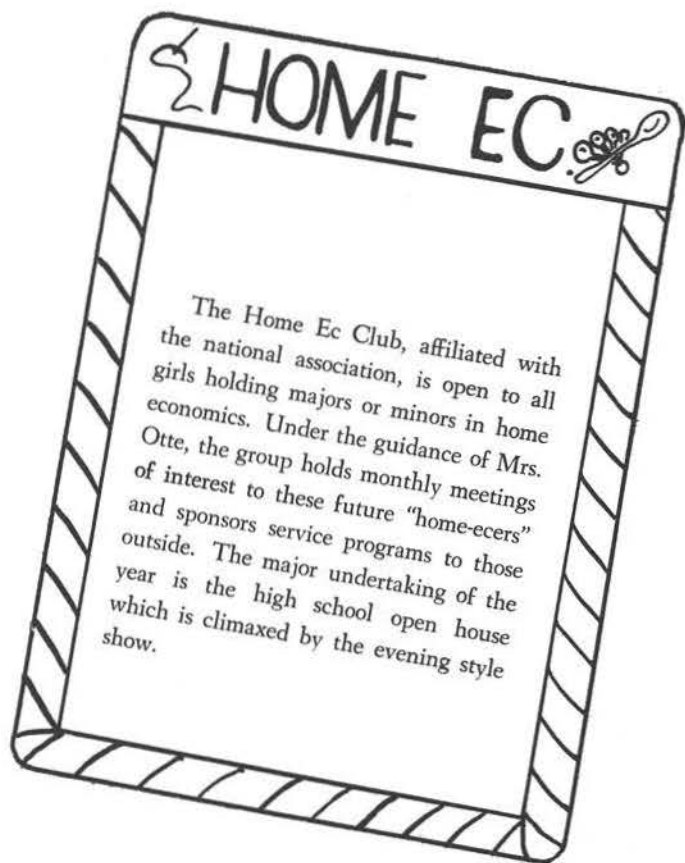 HOME EC.
The Home Ec Club, affiliated with
the national association, is open to all
girls holding majors or minors in home
economics. Under the guidance of Mrs.
Otte, the group holds monthly meetings
of interest to these future "home-ecers"
and sponsors service programs to those
outside. The major undertaking of the
year is the high school open house
which is climaxed by the evening style
show.